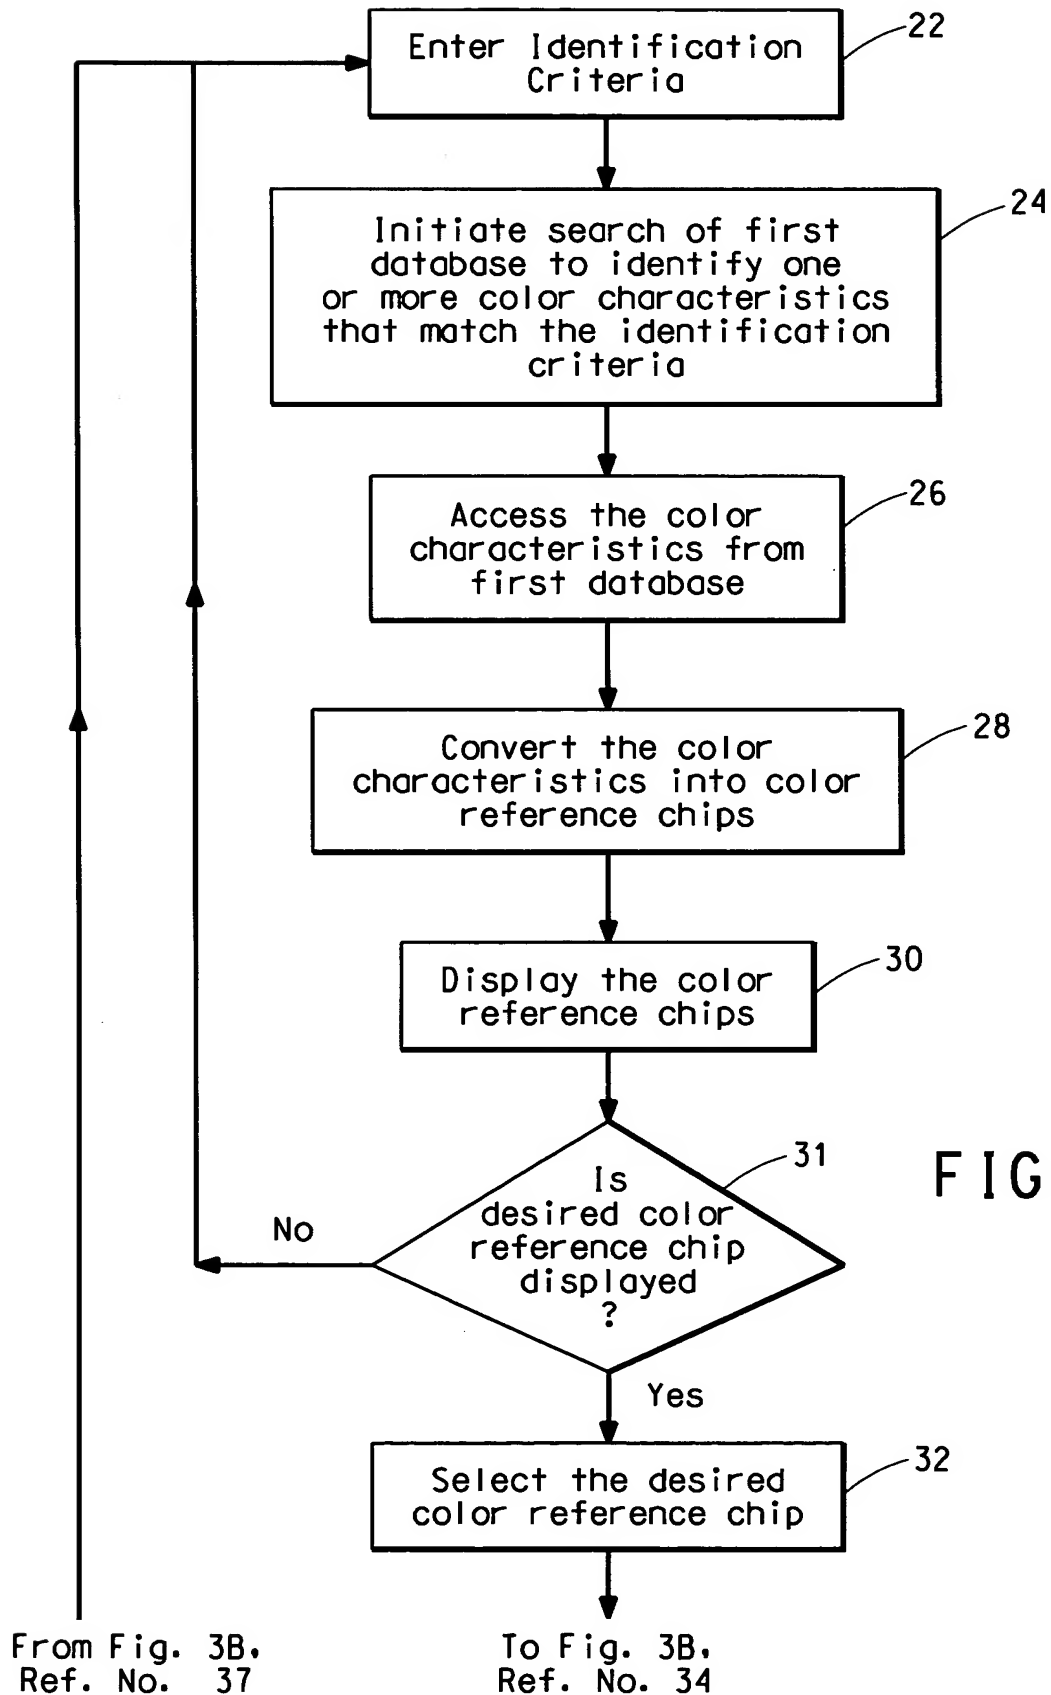 Enter Identification
Criteria
22
Initiate search of first
database to identify one
or more color characteristics
that match the identification
criteria
24
Access the color
characteristics from
first database
26
Convert the color
characteristics into color
reference chips
28
Display the color
reference chips
30
Is
desired color
reference chip
displayed
?
31
FIG
No
Yes
Select the desired
color reference chip
32
From Fig. 3B.
Ref. No. 37
To Fig. 3B.
Ref. No. 34